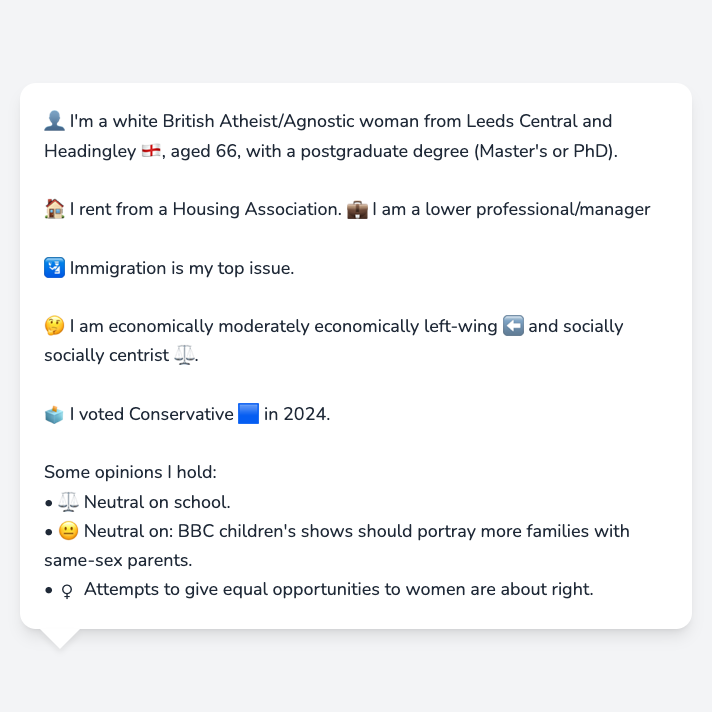 👤 I'm a white British Atheist/Agnostic woman from Leeds Central and
Headingley 🏴󠁧󠁢󠁥󠁮󠁧󠁿, aged 66, with a postgraduate degree (Master's or PhD).
🏠 I rent from a Housing Association. 💼 I am a lower professional/manager
🛂 Immigration is my top issue.
🤔 I am economically moderately economically left-wing ⬅️ and socially
socially centrist ⚖️.
🗳️ I voted Conservative 🟦 in 2024.
Some opinions I hold:
• ⚖️ Neutral on school.
• 😐 Neutral on: BBC children's shows should portray more families with
same-sex parents.
• ♀ Attempts to give equal opportunities to women are about right.